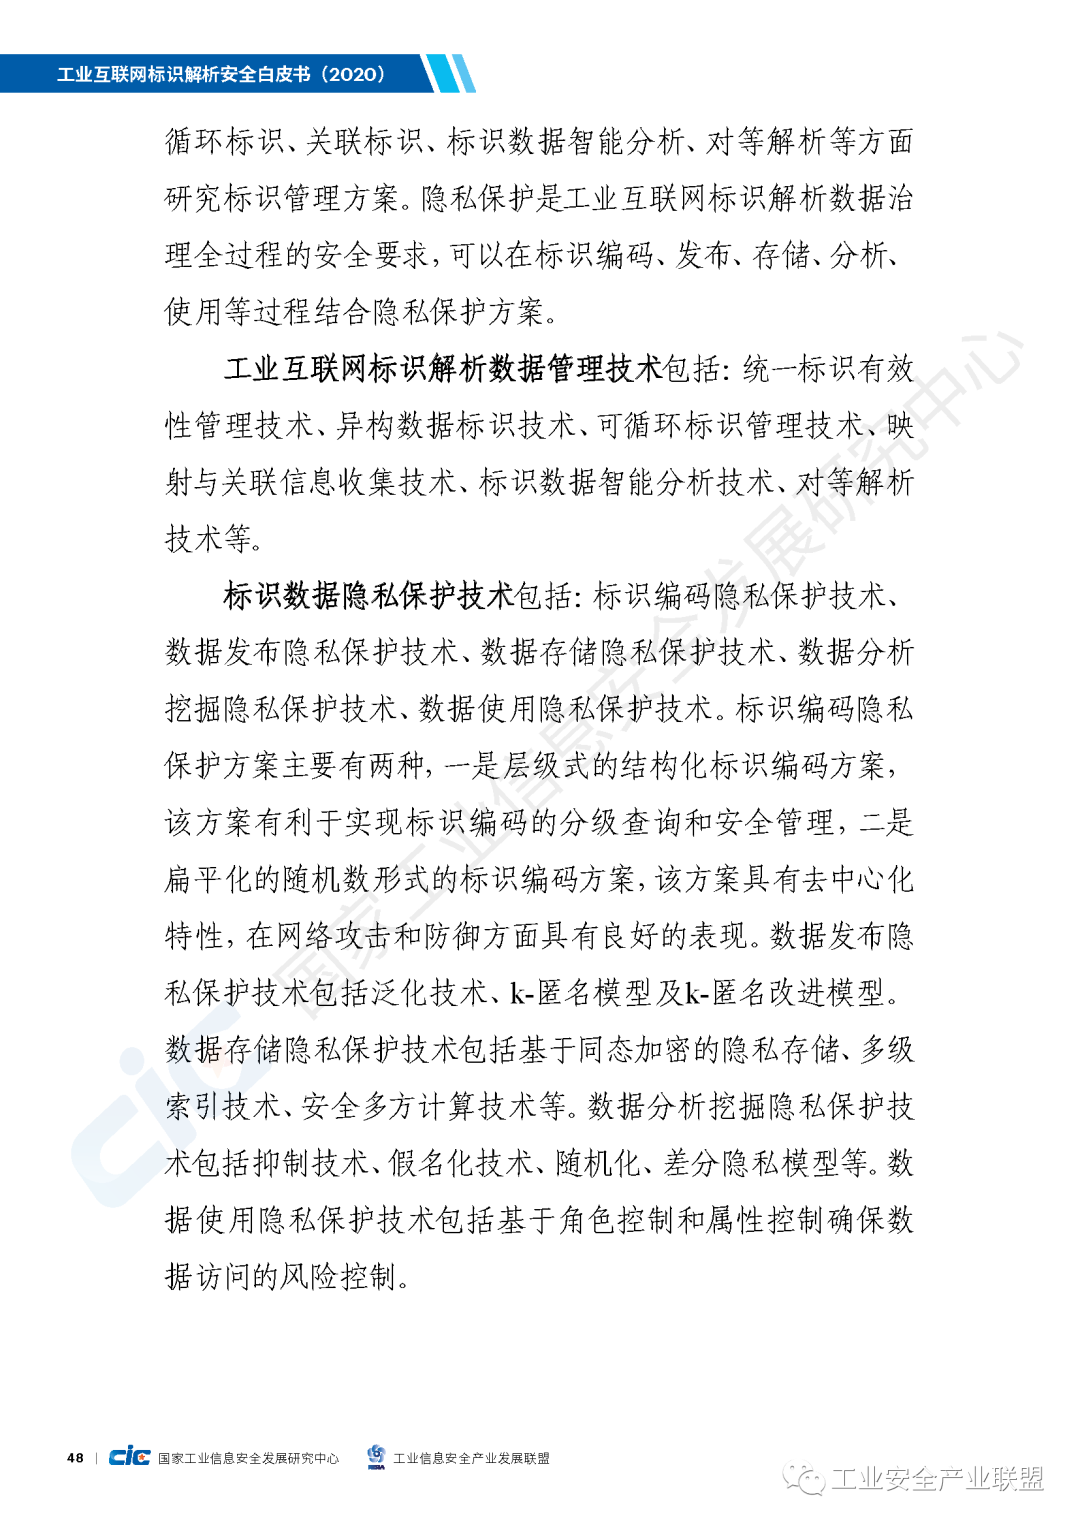 工业互联网标识解析安全白皮书（2020）
循环标识、关联标识、标识数据智能分析、对等解析等方面
研究标识管理方案。隐私保护是工业互联网标识解析数据治
理全过程的安全要求，可以在标识编码、发布、存储、分析、
使用等过程结合隐私保护方案。
工业互联网标识解析数据管理技术包括：统一标识有效
性管理技术、异构数据标识技术、可循环标识管理技术、映
射与关联信息收集技术、标识数据智能分析技术、对等解析
技术等。
标识数据隐私保护技术包括：标识编码隐私保护技术、
数据发布隐私保护技术、数据存储隐私保护技术、数据分析
挖掘隐私保护技术、数据使用隐私保护技术。标识编码隐私
保护方案主要有两种，一是层级式的结构化标识编码方案，
该方案有利于实现标识编码的分级查询和安全管理，二是
扁平化的随机数形式的标识编码方案，该方案具有去中心化
特性，在网络攻击和防御方面具有良好的表现。数据发布隐
私保护技术包括泛化技术、k-匿名模型及k-匿名改进模型。
数据存储隐私保护技术包括基于同态加密的隐私存储、多级
索引技术、安全多方计算技术等。数据分析挖掘隐私保护技
术包括抑制技术、假名化技术、随机化、差分隐私模型等。数
据使用隐私保护技术包括基于角色控制和属性控制确保数
据访问的风险控制。
国家工业信息安全发展研究中心
CIC
48 | CIC 国家工业信息安全发展研究中心 NISIA 工业信息安全产业发展联盟
工业安全产业联盟